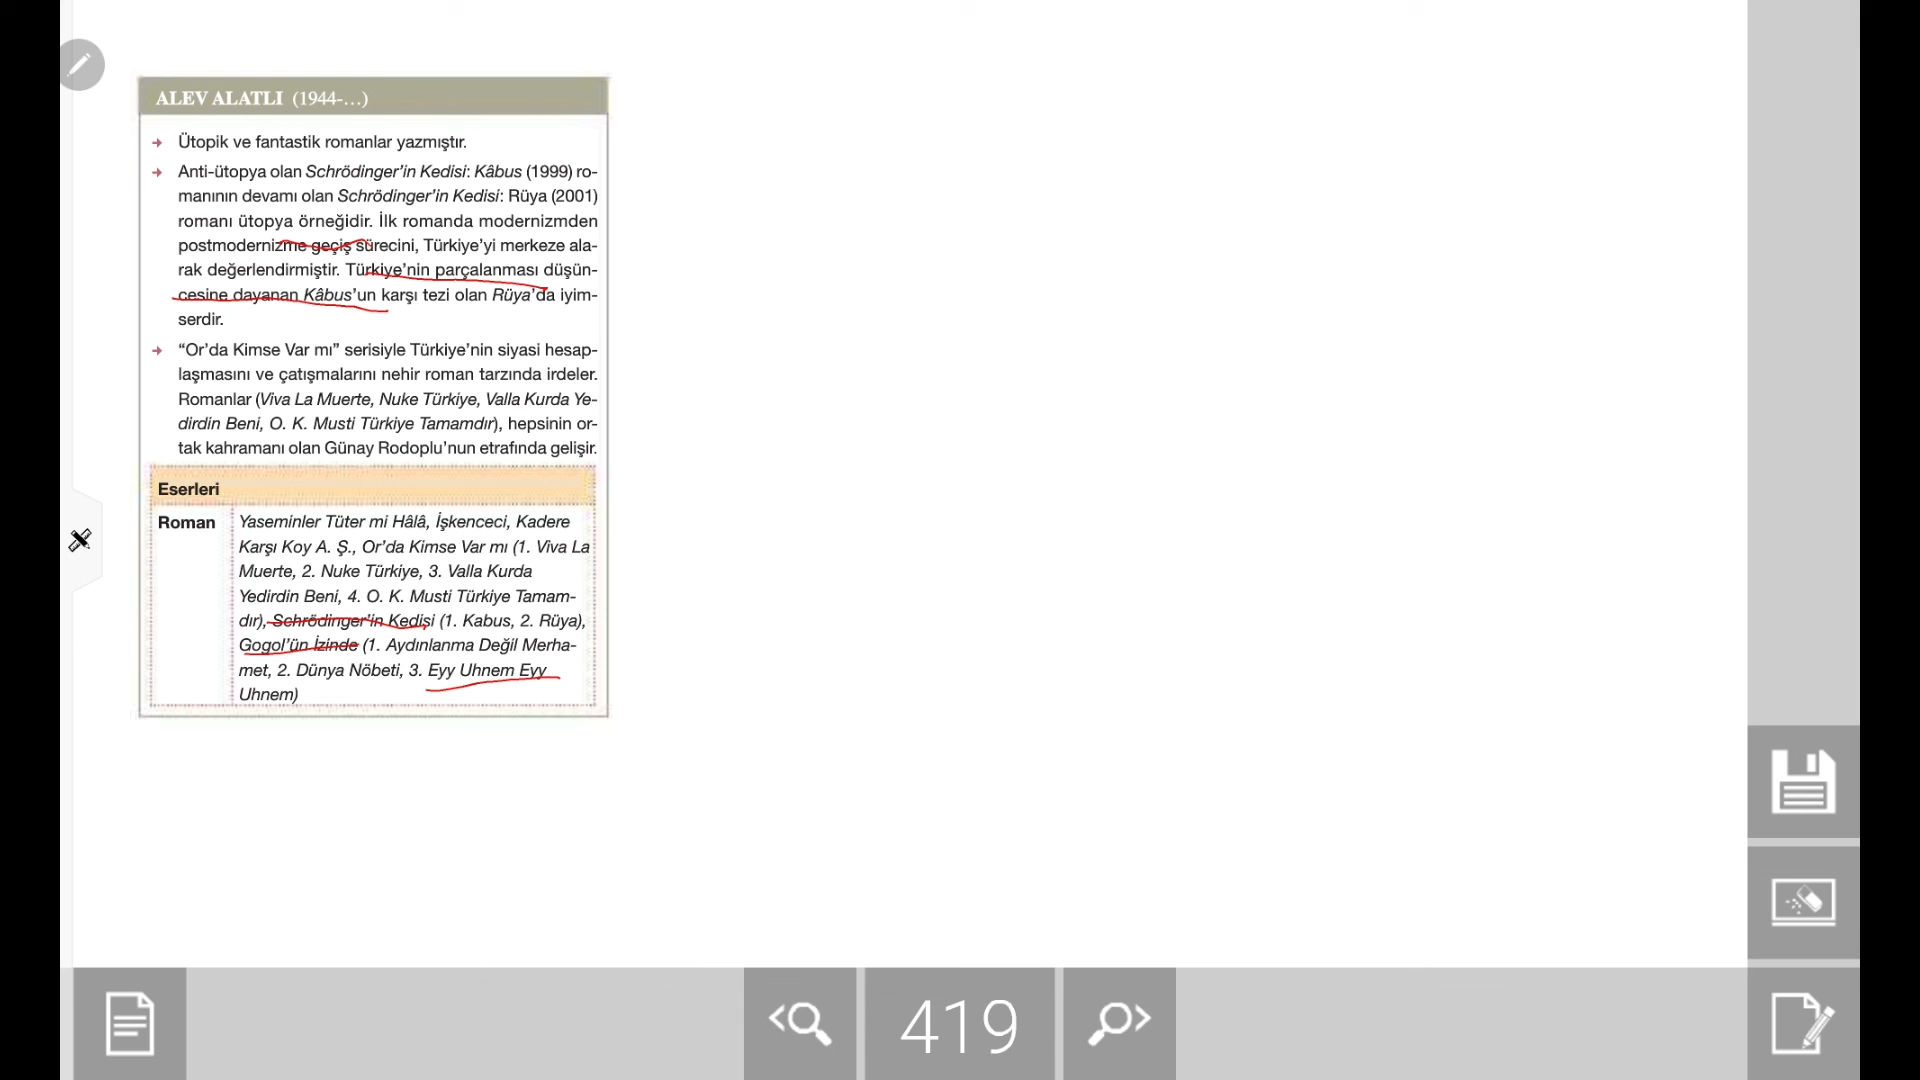 ALEV ALATLI (1944-...)
Ütopik ve fantastik romanlar yazmıştır.
Anti-ütopya olan Schrödinger'in Kedisi: Kâbus (1999) ro-
manının devamı olan Schrödinger'in Kedisi: Rüya (2001)
romanı ütopya örneğidir. İlk romanda modernizmden
postmodernizme geçiş sürecini, Türkiye'yi merkeze ala-
rak değerlendirmiştir. Türkiye'nin parçalanması düşün-
cesine dayanan Kâbus'un karşı tezi olan Rüya'da iyim-
serdir.
"Or'da Kimse Var mı" serisiyle Türkiye'nin siyasi hesap-
laşmasını ve çatışmalarını nehir roman tarzında irdeler.
Romanlar (Viva La Muerte, Nuke Türkiye, Valla Kurda Ye-
dirdin Beni, O. K. Musti Türkiye Tamamdır), hepsinin or-
tak kahramanı olan Günay Rodoplu'nun etrafında gelişir.
Eserleri
Roman
Yaseminler Tüter mi Hâlâ, İşkenceci, Kadere
Karşı Koy A. Ş., Or'da Kimse Var mı (1. Viva La
Muerte, 2. Nuke Türkiye, 3. Valla Kurda
Yedirdin Beni, 4. O. K. Musti Türkiye Tamam-
dır), Schrödinger'in Kedisi (1. Kabus, 2. Rüya),
Gogol'ün İzinde (1. Aydınlanma Değil Merha-
met, 2. Dünya Nöbeti, 3. Eyy Uhnem Eyy
Uhnem)
419